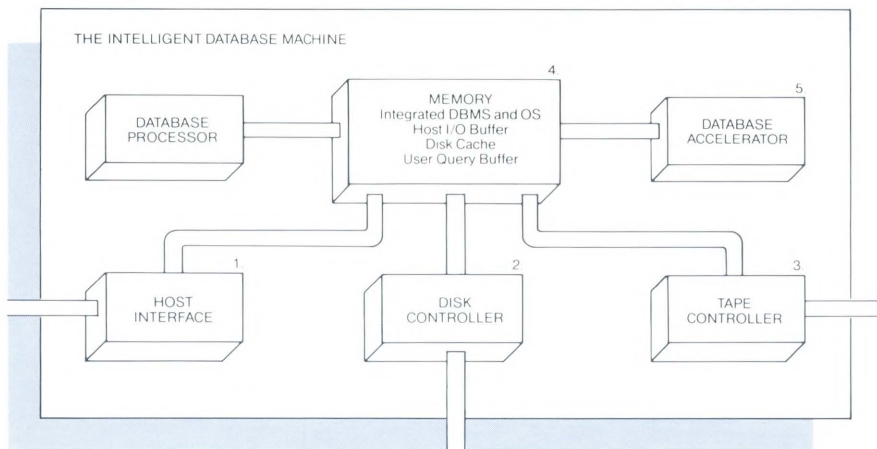 THE INTELLIGENT DATABASE MACHINE
4.
MEMORY
Integrated DBMS and OS
Host I/O Buffer
Disk Cache
User Query Buffer
DATABASE
PROCESSOR
5.
DATABASE
ACCELERATOR
1.
HOST
INTERFACE
2.
DISK
CONTROLLER
3.
TAPE
CONTROLLER